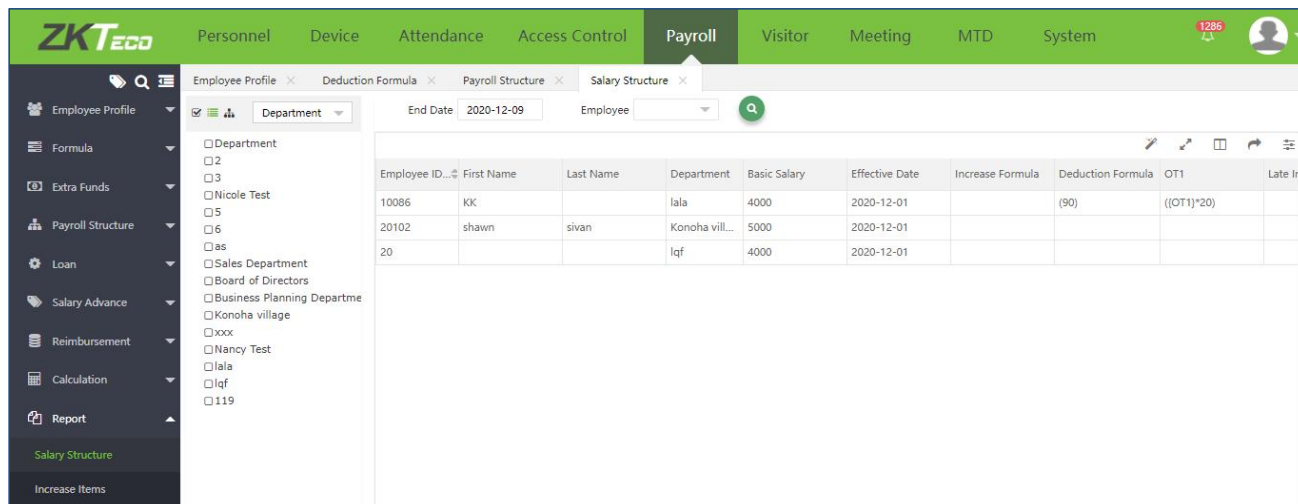 ZKTeco Personnel Device Attendance Access Control Payroll Visitor Meeting MTD System 1286
Employee Profile Deduction Formula Payroll Structure Salary Structure
Employee Profile
Formula
Extra Funds
Payroll Structure
Loan
Salary Advance
Reimbursement
Calculation
Report
Salary Structure
Increase Items
Department
Department
2
3
Nicole Test
5
6
as
Sales Department
Board of Directors
Business Planning Departme
Konoha village
xxx
Nancy Test
lala
lqf
119
End Date 2020-12-09 Employee
Employee ID... First Name Last Name Department Basic Salary Effective Date Increase Formula Deduction Formula OT1 Late In
10086 KK lala 4000 2020-12-01 (90) ({OT1}*20)
20102 shawn sivan Konoha vill... 5000 2020-12-01
20 lqf 4000 2020-12-01